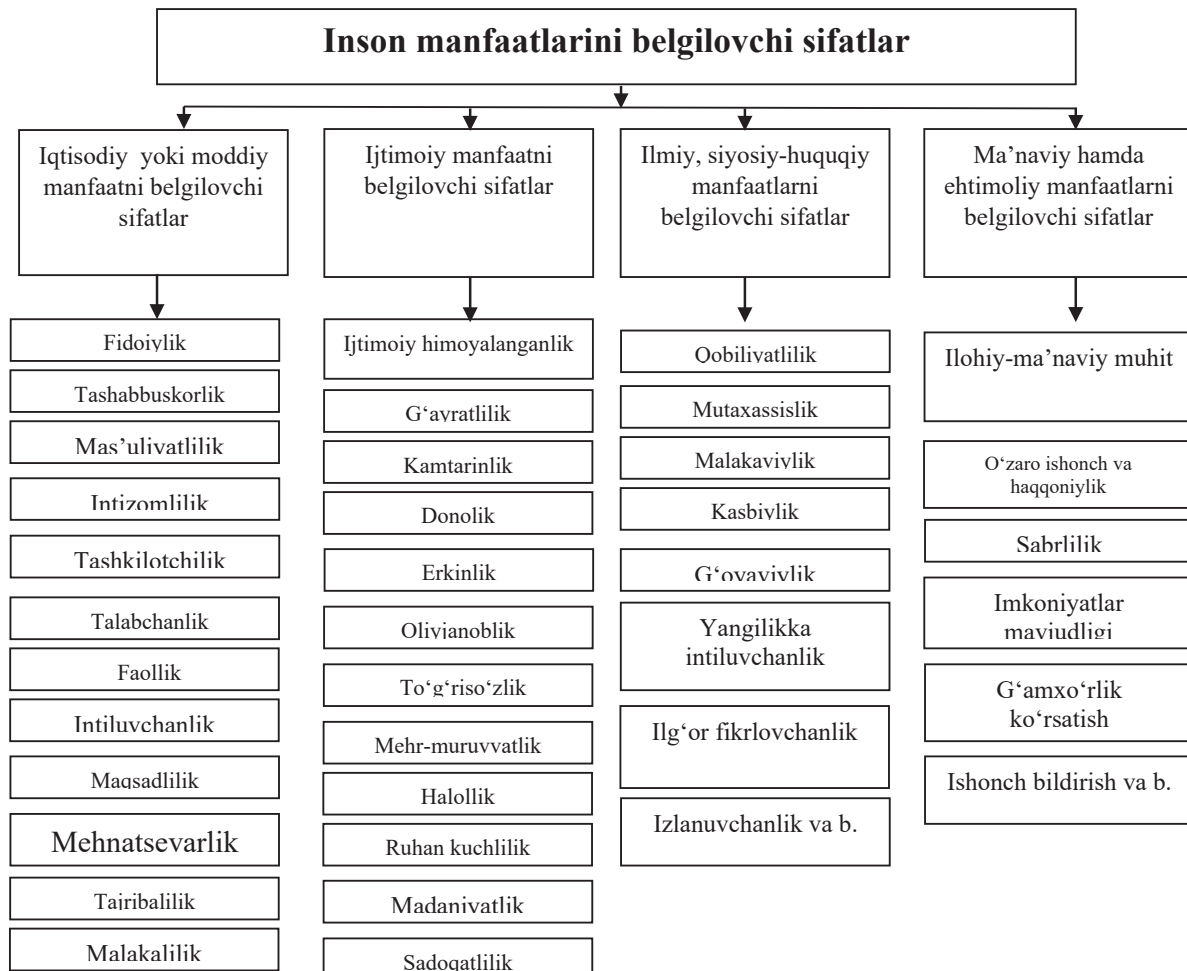 Inson manfaatlarini belgilovchi sifatlar
Iqtisodiy yoki moddiy
manfaatni belgilovchi
sifatlar
Ijtimoiy manfaatni
belgilovchi sifatlar
Ilmiy, siyosiy-huquqiy
manfaatlarni
belgilovchi sifatlar
Ma’naviy hamda
ehtimoliy manfaatlarni
belgilovchi sifatlar
Fidoiylik
Tashabbuskorlik
Mas’uliyatlilik
Intizomlilik
Tashkilotchilik
Talabchanlik
Faollik
Intiluvchanlik
Maqsadlilik
Mehnatsevarlik
Tajribalilik
Malakalilik
Ijtimoiy himoyalanganlik
G‘ayratlilik
Kamtarinlik
Donolik
Erkinlik
Olivjanoblik
To‘g‘riso‘zlik
Mehr-muruvvatlik
Halollik
Ruhan kuchlilik
Madaniyatlik
Sadoqatlilik
Qobiliyatlilik
Mutaxassislik
Malakaviylik
Kasbiylik
G‘oyaviylik
Yangilikka
intiluvchanlik
Ilg‘or fikrlovchanlik
Izlanuvchanlik va b.
Ilohiy-ma’naviy muhit
O‘zaro ishonch va
haqqoniylik
Sabrlilik
Imkoniyatlar
mavjudligi
G‘amxo‘rlik
ko‘rsatish
Ishonch bildirish va b.